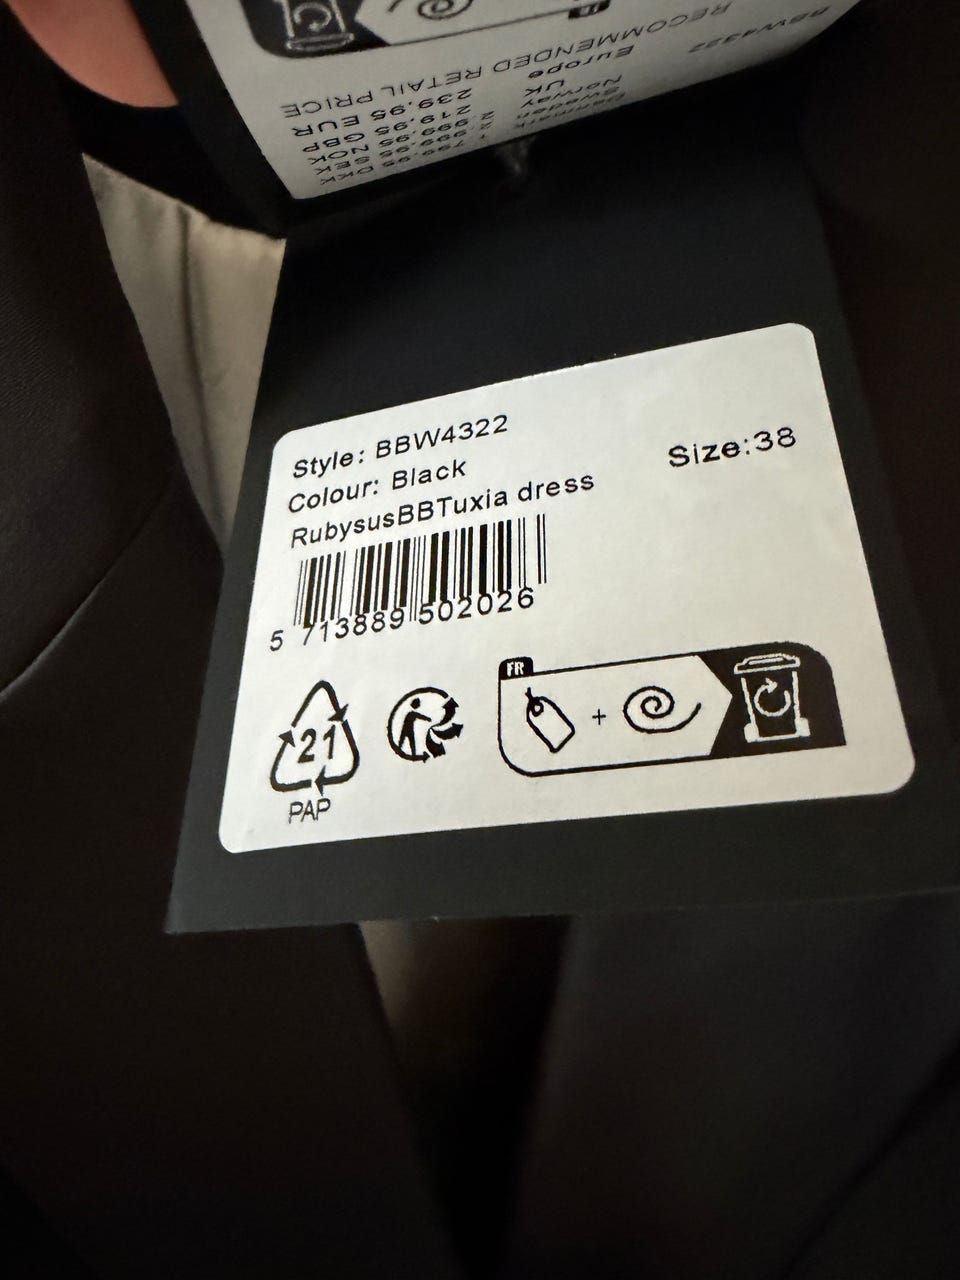 BBW4322
RECOMMENDED RETAIL PRICE
Europe 239,95 EUR
UK 219,95 GBP
Norway 2.999,95 NOK
Sweden 2.999,95 SEK
Denmark 1.799,95 DKK
Style: BBW4322
Size:38
Colour: Black
RubysusBBTuxia dress
5 713889 502026
FR
21
PAP
FR